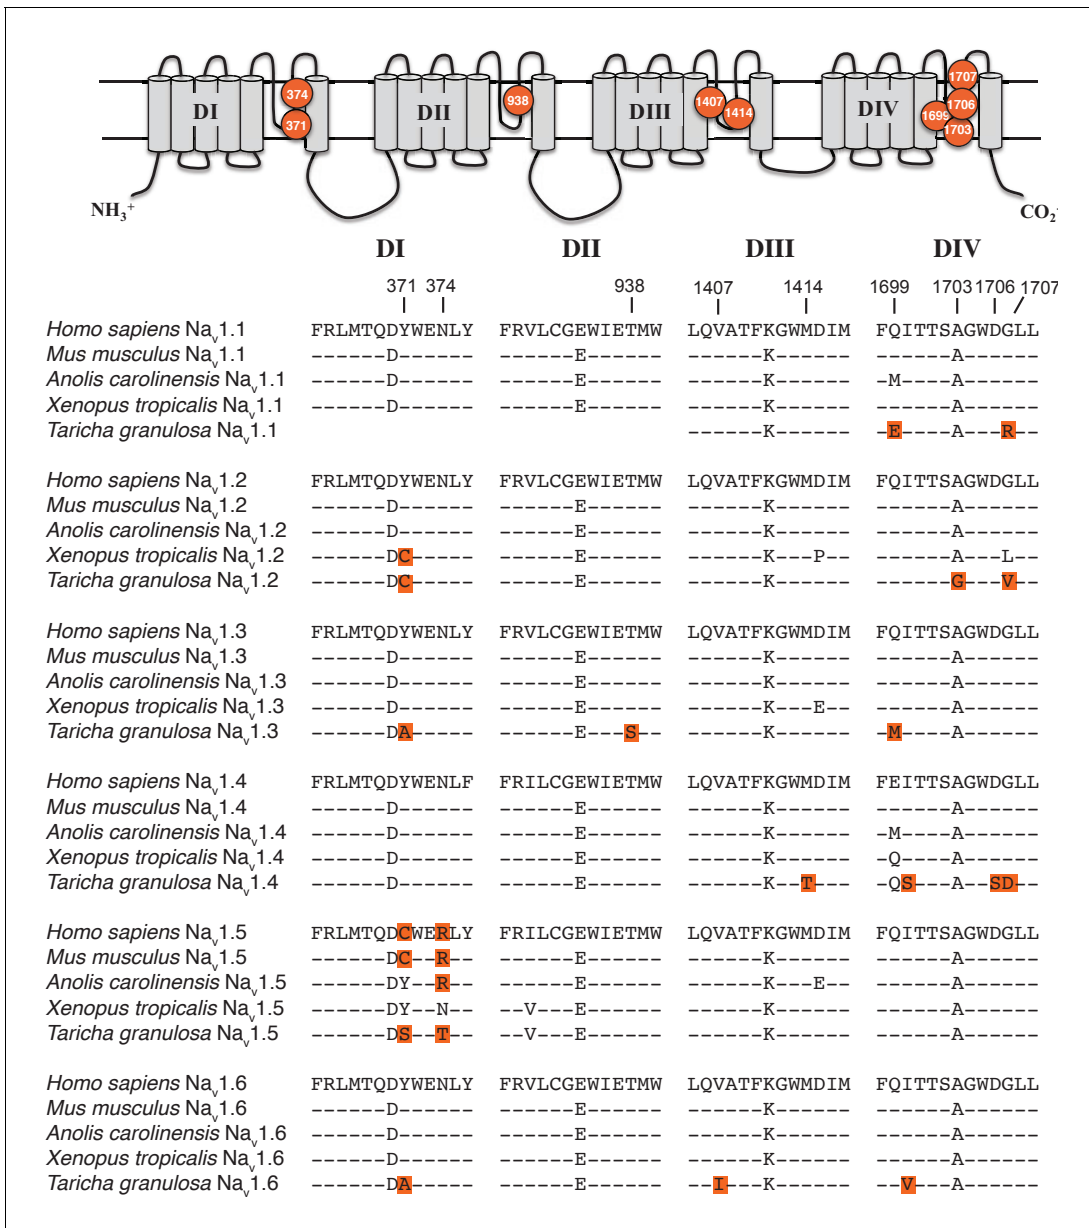 374
371
DI
938
DII
1407
1414
DIII
1707
1706
1699
1703
DIV
NH₃⁺
CO₂⁻
DI DII DIII DIV
371 374 938 1407 1414 1699 1703 1706 1707
Homo sapiens Naᵥ1.1 FRLMTQDYWENLY FRVLCGEWIETMW LQVATFKGWMDIM FQITTSAGWDGLL
Mus musculus Naᵥ1.1 ------D------ ------E------ ------K------ ------A------
Anolis carolinensis Naᵥ1.1 ------D------ ------E------ ------K------ -M----A------
Xenopus tropicalis Naᵥ1.1 ------D------ ------E------ ------K------ ------A------
Taricha granulosa Naᵥ1.1 ------K------ -E----A---R--
Homo sapiens Naᵥ1.2 FRLMTQDYWENLY FRVLCGEWIETMW LQVATFKGWMDIM FQITTSAGWDGLL
Mus musculus Naᵥ1.2 ------D------ ------E------ ------K------ ------A------
Anolis carolinensis Naᵥ1.2 ------D------ ------E------ ------K------ ------A------
Xenopus tropicalis Naᵥ1.2 ------DC----- ------E------ ------K---P-- ------A---L--
Taricha granulosa Naᵥ1.2 ------DC----- ------E------ ------K------ ------G---V--
Homo sapiens Naᵥ1.3 FRLMTQDYWENLY FRVLCGEWIETMW LQVATFKGWMDIM FQITTSAGWDGLL
Mus musculus Naᵥ1.3 ------D------ ------E------ ------K------ ------A------
Anolis carolinensis Naᵥ1.3 ------D------ ------E------ ------K------ ------A------
Xenopus tropicalis Naᵥ1.3 ------D------ ------E------ ------K---E-- ------A------
Taricha granulosa Naᵥ1.3 ------DA----- ------E---S-- ------K------ -M----A------
Homo sapiens Naᵥ1.4 FRLMTQDYWENLF FRILCGEWIETMW LQVATFKGWMDIM FEITTSAGWDGLL
Mus musculus Naᵥ1.4 ------D------ ------E------ ------K------ ------A------
Anolis carolinensis Naᵥ1.4 ------D------ ------E------ ------K------ -M----A------
Xenopus tropicalis Naᵥ1.4 ------D------ ------E------ ------K------ -Q----A------
Taricha granulosa Naᵥ1.4 ------D------ ------E------ ------K--T--- -QS---A--SD--
Homo sapiens Naᵥ1.5 FRLMTQDCWERLY FRILCGEWIETMW LQVATFKGWMDIM FQITTSAGWDGLL
Mus musculus Naᵥ1.5 ------DC--R-- ------E------ ------K------ ------A------
Anolis carolinensis Naᵥ1.5 ------DY--R-- ------E------ ------K---E-- ------A------
Xenopus tropicalis Naᵥ1.5 ------DY--N-- --V---E------ ------K------ ------A------
Taricha granulosa Naᵥ1.5 ------DS--T-- --V---E------ ------K------ ------A------
Homo sapiens Naᵥ1.6 FRLMTQDYWENLY FRVLCGEWIETMW LQVATFKGWMDIM FQITTSAGWDGLL
Mus musculus Naᵥ1.6 ------D------ ------E------ ------K------ ------A------
Anolis carolinensis Naᵥ1.6 ------D------ ------E------ ------K------ ------A------
Xenopus tropicalis Naᵥ1.6 ------D------ ------E------ ------K------ ------A------
Taricha granulosa Naᵥ1.6 ------DA----- ------E------ --I---K------ --V---A------